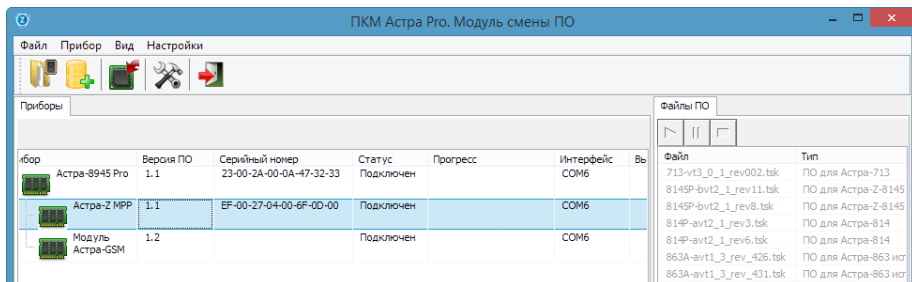 ПКМ Астра Pro. Модуль смены ПО
Файл Прибор Вид Настройки
Приборы
Файлы ПО
ибор Версия ПО Серийный номер Статус Прогресс Интерфейс Вы
Астра-8945 Pro 1.1 23-00-2A-00-0A-47-32-33 Подключен COM6
Астра-Z МРР 1.1 EF-00-27-04-00-6F-0D-00 Подключен COM6
Модуль Астра-GSM 1.2 Подключен COM6
Файл Тип
713-vt3_0_1_rev002.tsk ПО для Астра-713
8145P-bvt2_1_rev11.tsk ПО для Астра-Z-8145
8145P-bvt2_1_rev8.tsk ПО для Астра-Z-8145
814P-avt2_1_rev3.tsk ПО для Астра-814
814P-avt2_1_rev6.tsk ПО для Астра-814
863A-avt1_3_rev_426.tsk ПО для Астра-863 исп
863A-avt1_3_rev_431.tsk ПО для Астра-863 исп